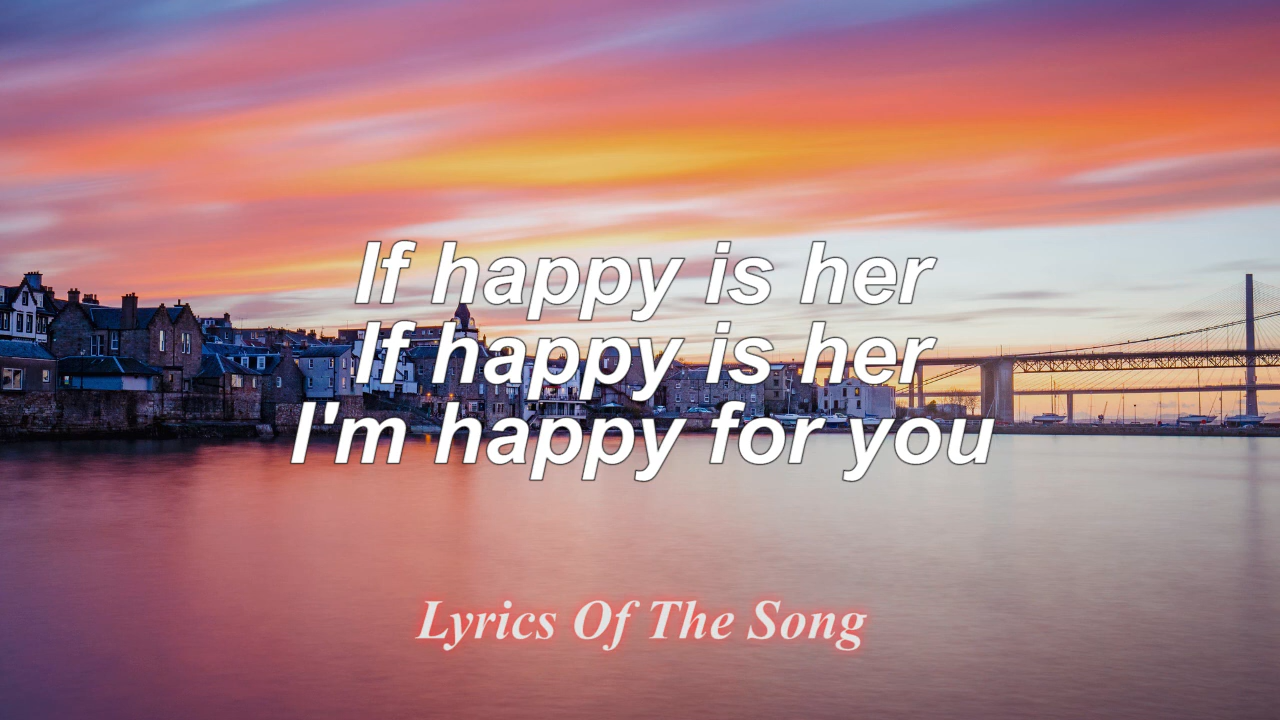 If happy is her
If happy is her
I'm happy for you
Lyrics Of The Song